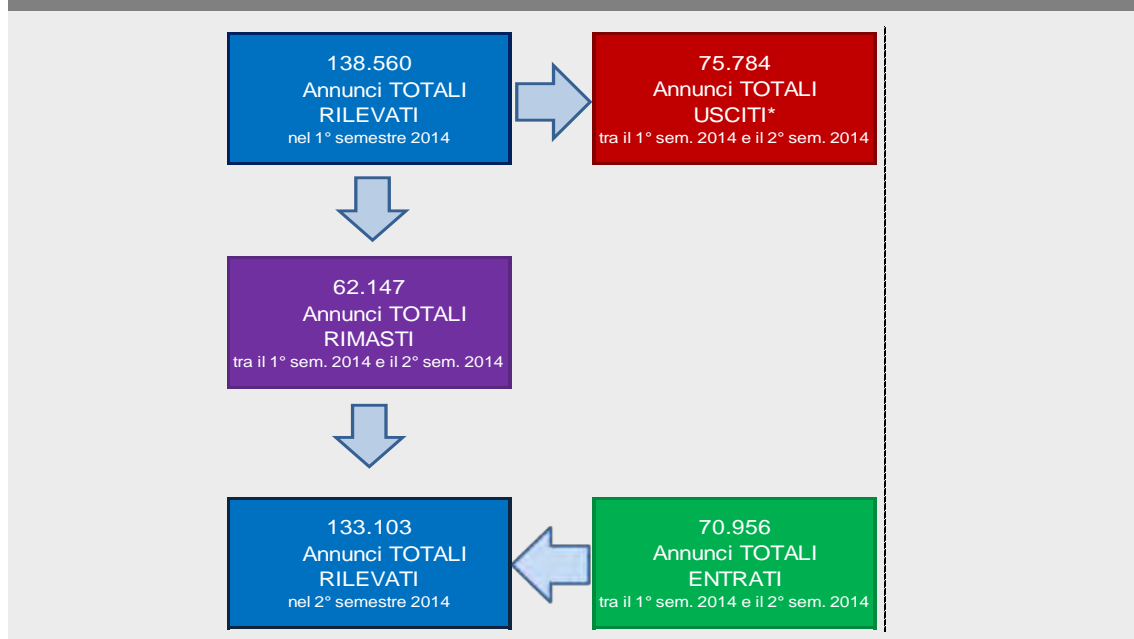 138.560
Annunci TOTALI
RILEVATI
nel 1° semestre 2014
75.784
Annunci TOTALI
USCITI*
tra il 1° sem. 2014 e il 2° sem. 2014
62.147
Annunci TOTALI
RIMASTI
tra il 1° sem. 2014 e il 2° sem. 2014
133.103
Annunci TOTALI
RILEVATI
nel 2° semestre 2014
70.956
Annunci TOTALI
ENTRATI
tra il 1° sem. 2014 e il 2° sem. 2014